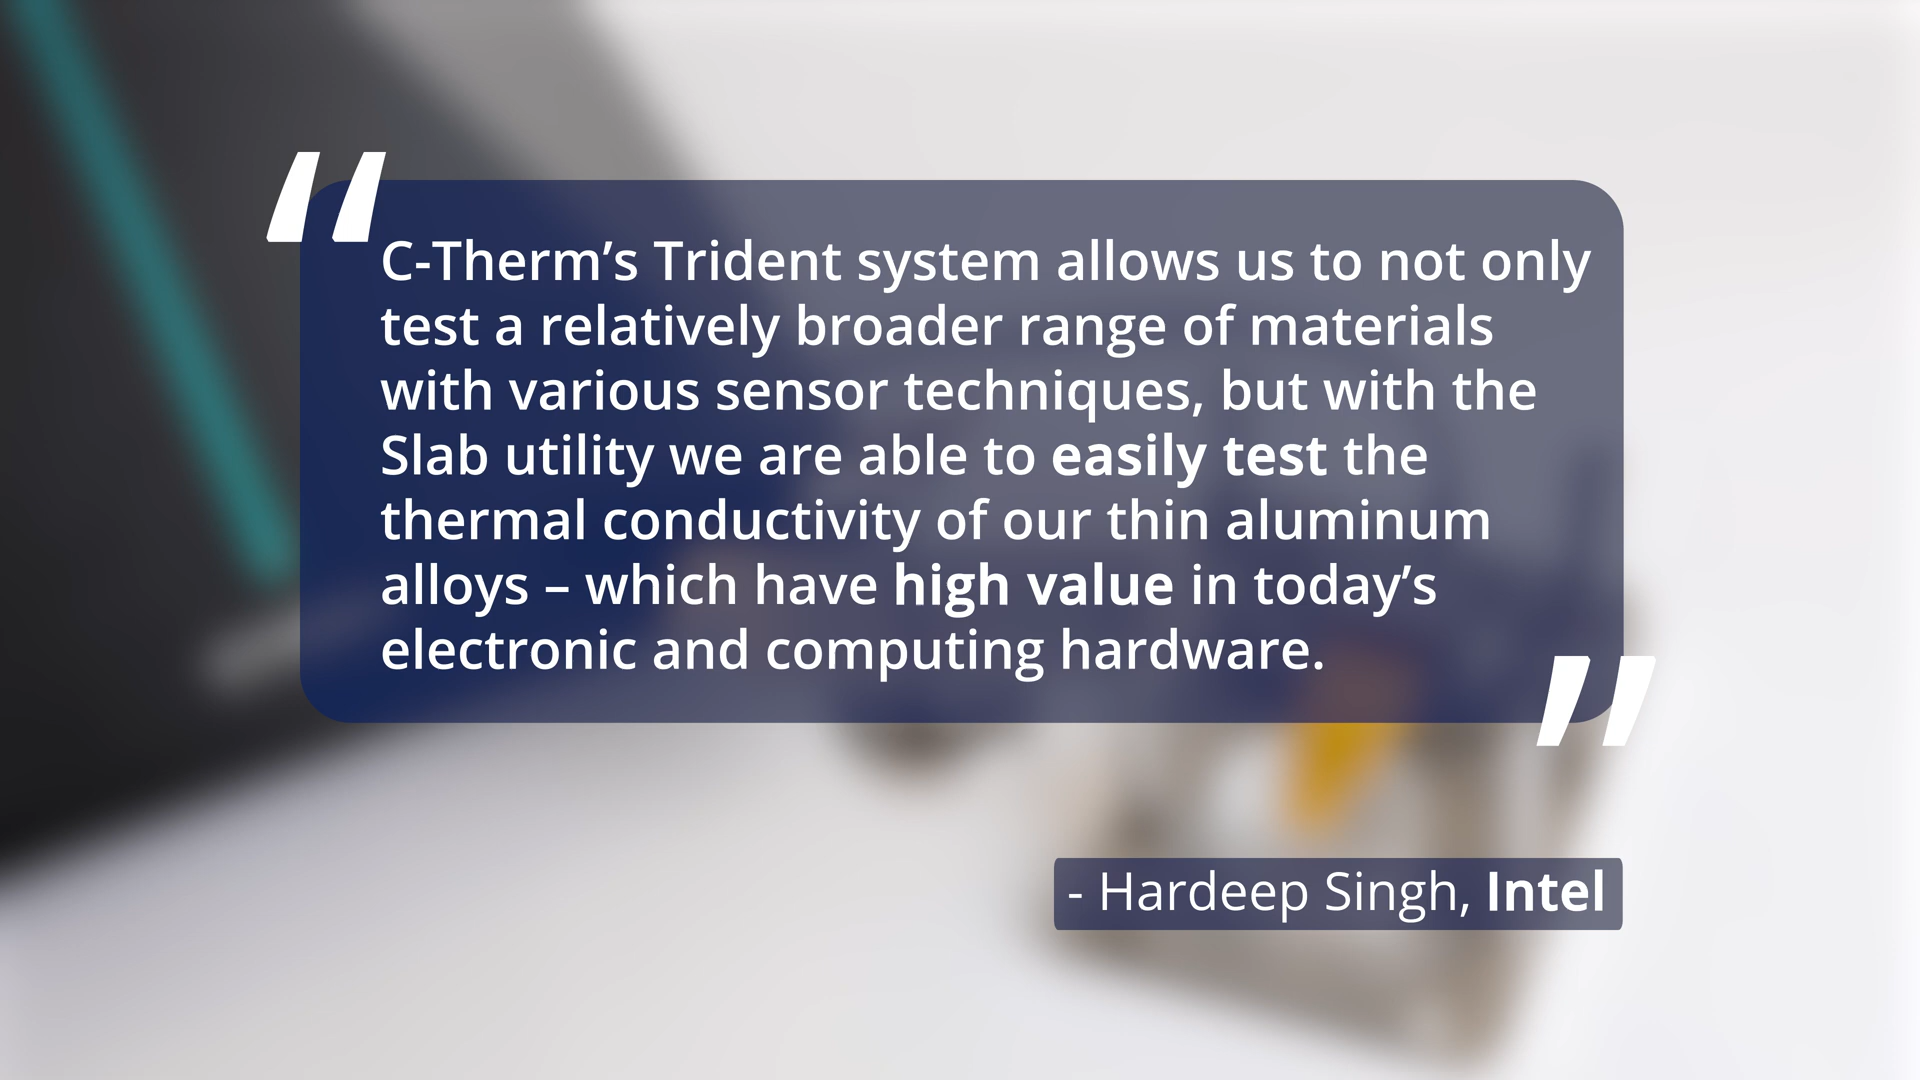 “
C-Therm’s Trident system allows us to not only
test a relatively broader range of materials
with various sensor techniques, but with the
Slab utility we are able to easily test the
thermal conductivity of our thin aluminum
alloys – which have high value in today’s
electronic and computing hardware.
”
- Hardeep Singh, Intel